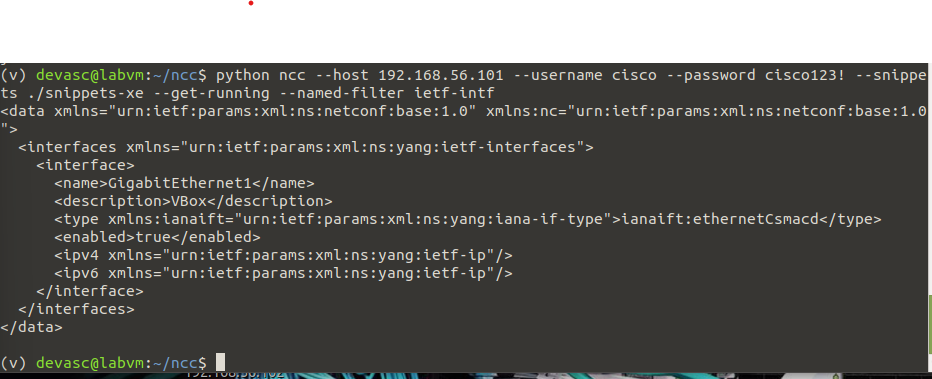 (v) devasc@labvm:~/ncc$ python ncc --host 192.168.56.101 --username cisco --password cisco123! --snippe
ts ./snippets-xe --get-running --named-filter ietf-intf
<data xmlns="urn:ietf:params:xml:ns:netconf:base:1.0" xmlns:nc="urn:ietf:params:xml:ns:netconf:base:1.0
">
  <interfaces xmlns="urn:ietf:params:xml:ns:yang:ietf-interfaces">
    <interface>
      <name>GigabitEthernet1</name>
      <description>VBox</description>
      <type xmlns:ianaift="urn:ietf:params:xml:ns:yang:iana-if-type">ianaift:ethernetCsmacd</type>
      <enabled>true</enabled>
      <ipv4 xmlns="urn:ietf:params:xml:ns:yang:ietf-ip"/>
      <ipv6 xmlns="urn:ietf:params:xml:ns:yang:ietf-ip"/>
    </interface>
  </interfaces>
</data>
(v) devasc@labvm:~/ncc$